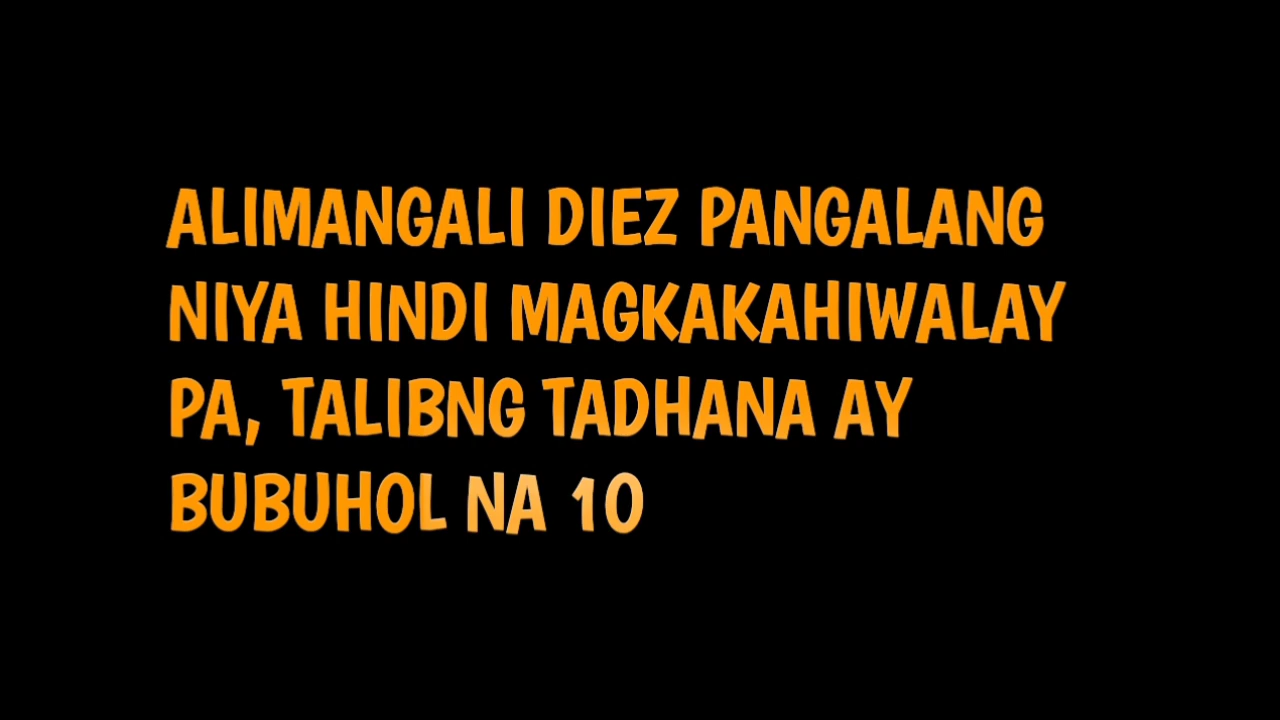 ALIMANGALI DIEZ PANGALANG
NIYA HINDI MAGKAKAHIWALAY
PA, TALIBNG TADHANA AY
BUBUHOL NA 10